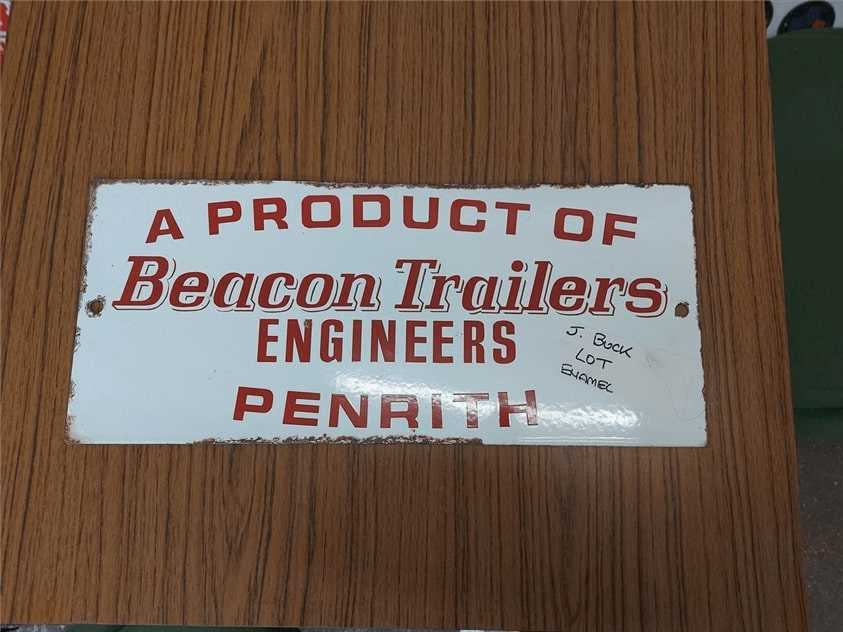 A PRODUCT OF
Beacon Trailers
ENGINEERS
PENRITH
J. BUCK
LOT
ENAMEL